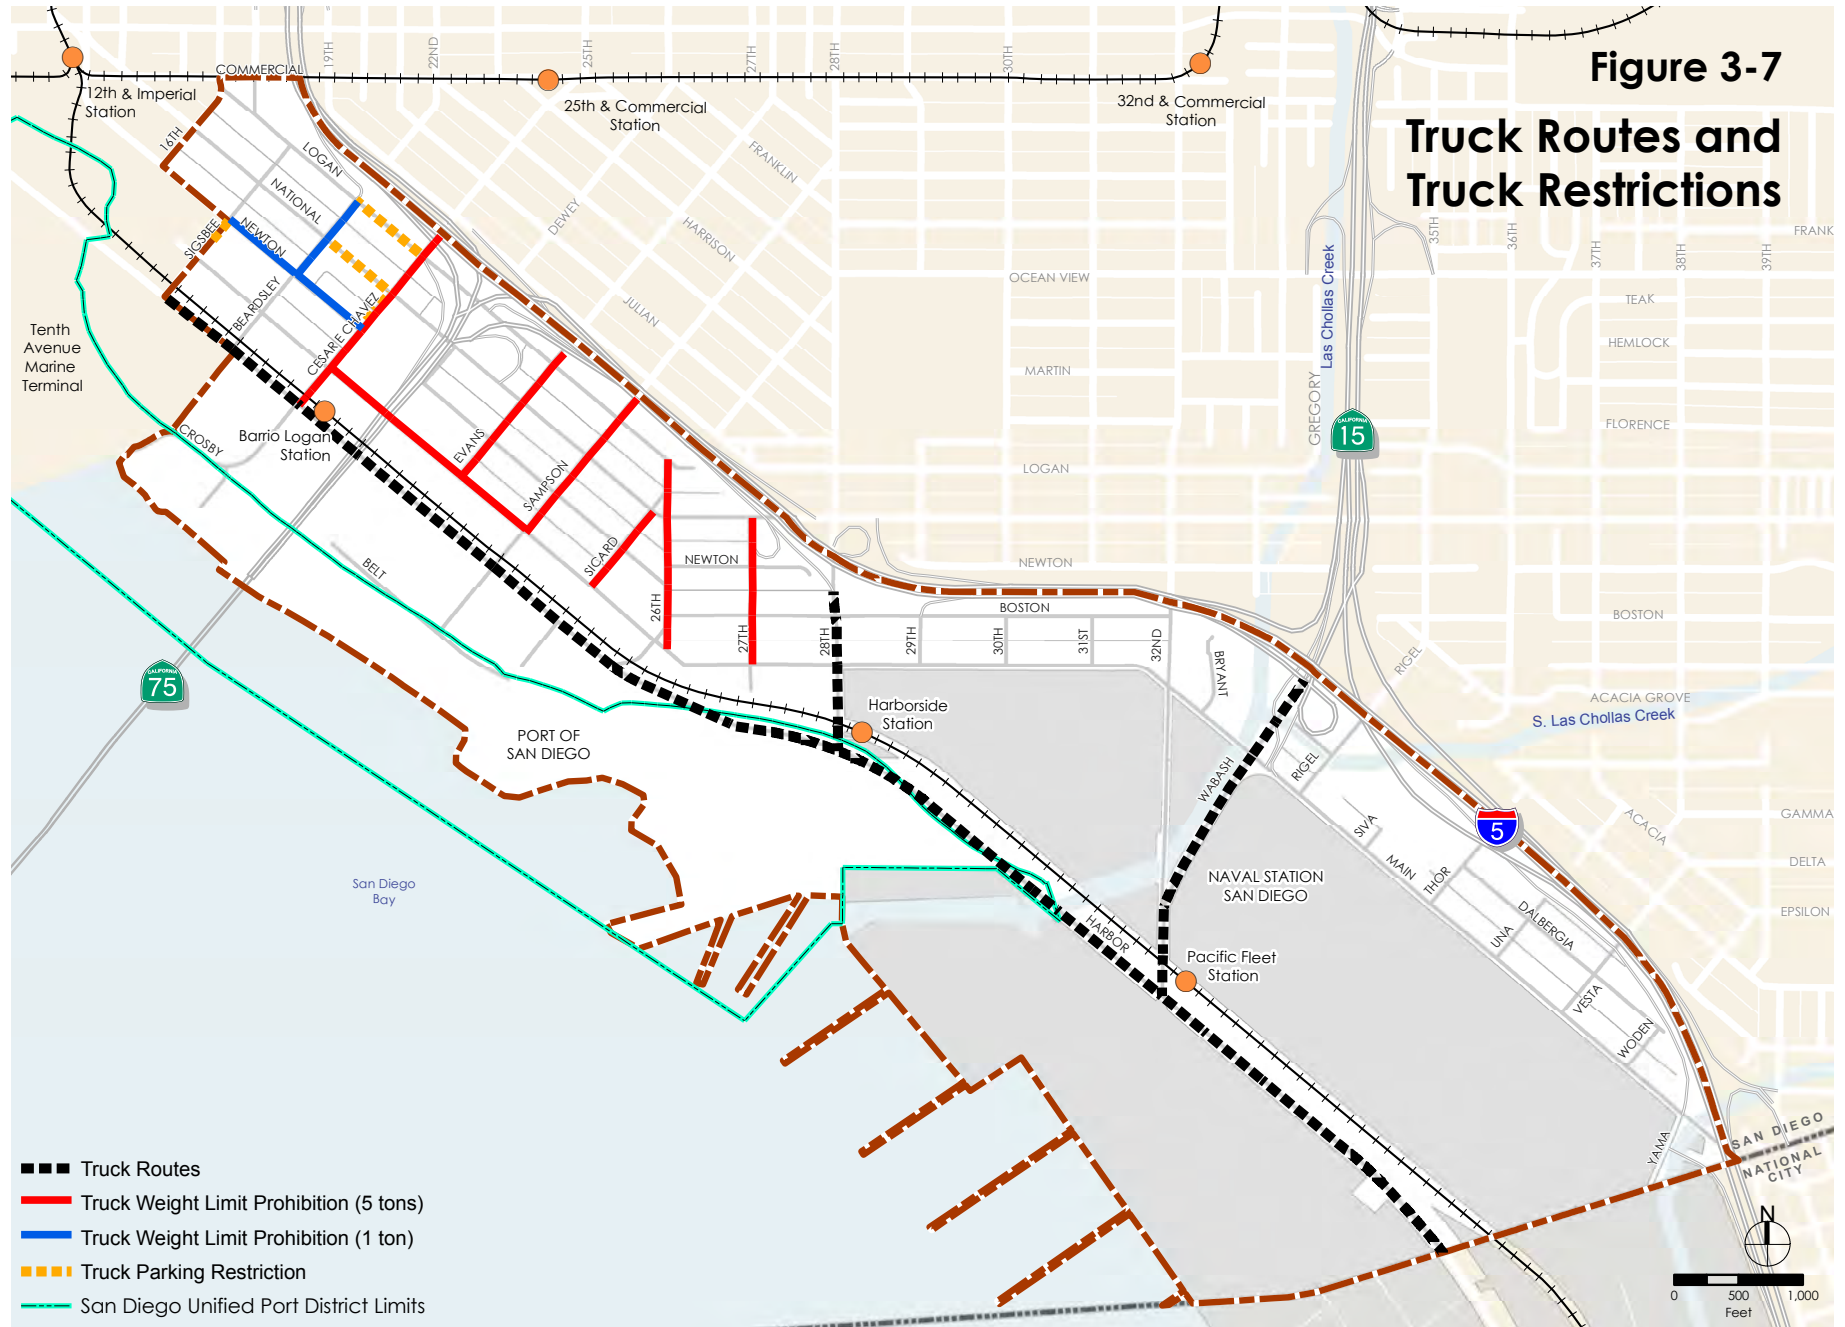 Figure 3-7
Truck Routes and
Truck Restrictions
COMMERCIAL
19TH
22ND
25TH
27TH
28TH
30TH
12th & Imperial
Station
25th & Commercial
Station
32nd & Commercial
Station
16TH
LOGAN
NATIONAL
FRANKLIN
DEWEY
HARRISON
JULIAN
SIGSBEE
NEWTON
BEARDSLEY
CESAR E CHAVEZ
OCEAN VIEW
MARTIN
LOGAN
NEWTON
Las Chollas Creek
GREGORY
CALIFORNIA
15
35TH
36TH
37TH
38TH
39TH
FRANK
TEAK
HEMLOCK
FLORENCE
BOSTON
Tenth
Avenue
Marine
Terminal
CROSBY
Barrio Logan
Station
EVANS
SAMPSON
SICARD
NEWTON
BELT
26TH
27TH
28TH
29TH
30TH
31ST
32ND
BOSTON
BRYANT
RIGEL
ACACIA GROVE
S. Las Chollas Creek
CALIFORNIA
75
PORT OF
SAN DIEGO
Harborside
Station
WABASH
RIGEL
SIVA
MAIN
THOR
5
ACACIA
GAMMA
DELTA
EPSILON
San Diego
Bay
NAVAL STATION
SAN DIEGO
HARBOR
Pacific Fleet
Station
DALBERGIA
UNA
VESTA
WODEN
YAMA
SAN DIEGO
NATIONAL
CITY
Truck Routes
Truck Weight Limit Prohibition (5 tons)
Truck Weight Limit Prohibition (1 ton)
Truck Parking Restriction
San Diego Unified Port District Limits
N
0 500 1,000
Feet